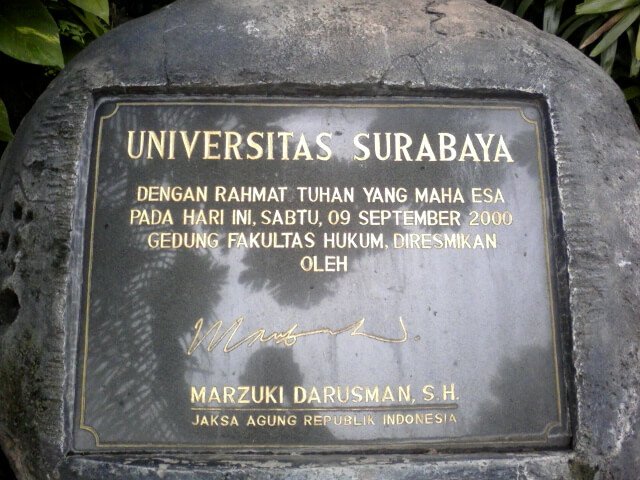 UNIVERSITAS SURABAYA
DENGAN RAHMAT TUHAN YANG MAHA ESA
PADA HARI INI, SABTU, 09 SEPTEMBER 2000
GEDUNG FAKULTAS HUKUM, DIRESMIKAN
OLEH
MARZUKI DARUSMAN, S.H.
JAKSA AGUNG REPUBLIK INDONESIA